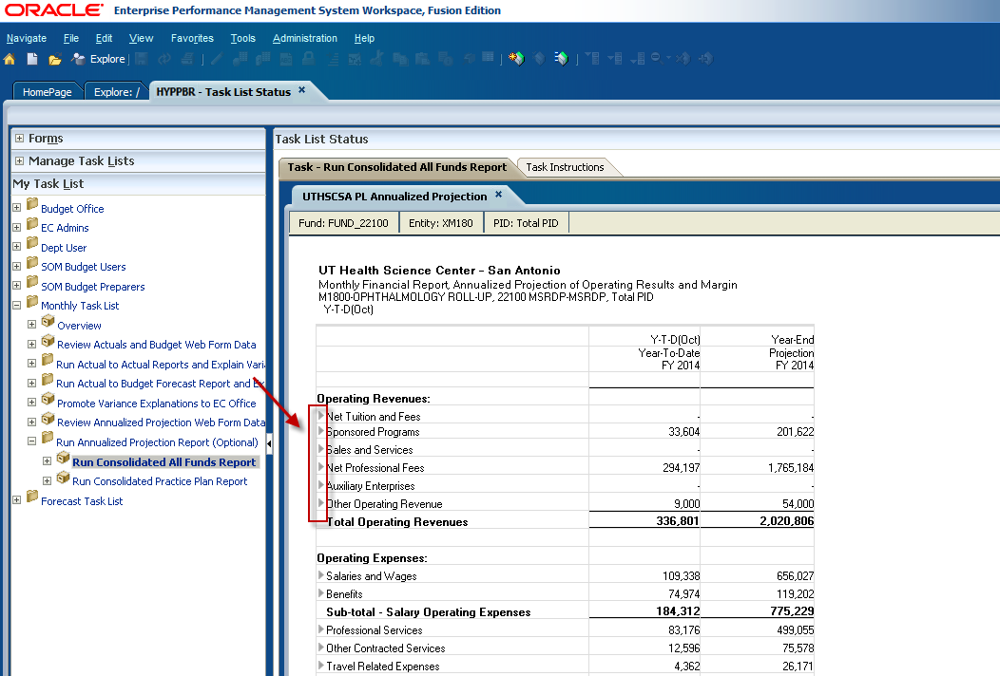 ORACLE® Enterprise Performance Management System Workspace, Fusion Edition
Navigate File Edit View Favorites Tools Administration Help
Explore
HomePage Explore: / HYPPBR - Task List Status ×
Forms
Manage Task Lists
My Task List
Budget Office
EC Admins
Dept User
SOM Budget Users
SOM Budget Preparers
Monthly Task List
Overview
Review Actuals and Budget Web Form Data
Run Actual to Actual Reports and Explain Varia
Run Actual to Budget Forecast Report and Ex
Promote Variance Explanations to EC Office
Review Annualized Projection Web Form Data
Run Annualized Projection Report (Optional)
Run Consolidated All Funds Report
Run Consolidated Practice Plan Report
Forecast Task List
Task List Status
Task - Run Consolidated All Funds Report Task Instructions
UTHSCSA PL Annualized Projection ×
Fund: FUND_22100 Entity: XM180 PID: Total PID
UT Health Science Center - San Antonio
Monthly Financial Report, Annualized Projection of Operating Results and Margin
M1800-OPHTHALMOLOGY ROLL-UP, 22100 MSRDP-MSRDP, Total PID
Y-T-D(Oct)
Y-T-D(Oct) Year-End
Year-To-Date Projection
FY 2014 FY 2014
Operating Revenues:
Net Tuition and Fees - -
Sponsored Programs 33,604 201,622
Sales and Services - -
Net Professional Fees 294,197 1,765,184
Auxiliary Enterprises - -
Other Operating Revenue 9,000 54,000
Total Operating Revenues 336,801 2,020,806
Operating Expenses:
Salaries and Wages 109,338 656,027
Benefits 74,974 119,202
Sub-total - Salary Operating Expenses 184,312 775,229
Professional Services 83,176 499,055
Other Contracted Services 12,596 75,578
Travel Related Expenses 4,362 26,171